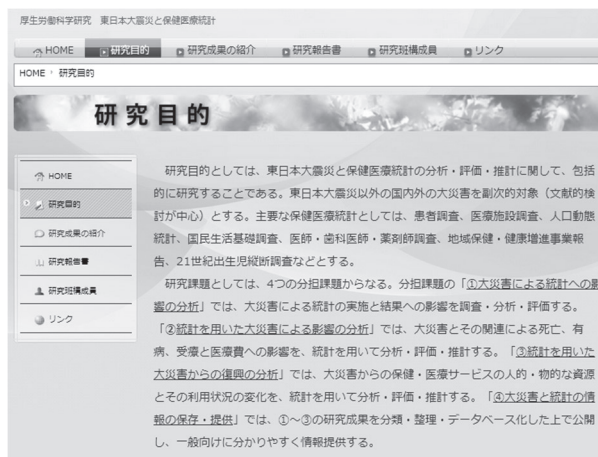 厚生労働科学研究　東日本大震災と保健医療統計
HOME 研究目的 研究成果の紹介 研究報告書 研究班構成員 リンク
HOME › 研究目的
研究目的
HOME
研究目的
研究成果の紹介
研究報告書
研究班構成員
リンク
研究目的としては、東日本大震災と保健医療統計の分析・評価・推計に関して、包括
的に研究することである。東日本大震災以外の国内外の大災害を副次的対象（文献的検
討が中心）とする。主要な保健医療統計としては、患者調査、医療施設調査、人口動態
統計、国民生活基礎調査、医師・歯科医師・薬剤師調査、地域保健・健康増進事業報
告、21世紀出生児縦断調査などとする。
研究課題としては、4つの分担課題からなる。分担課題の「①大災害による統計への影
響の分析」では、大災害による統計の実施と結果への影響を調査・分析・評価する。
「②統計を用いた大災害による影響の分析」では、大災害とその関連による死亡、有
病、受療と医療費への影響を、統計を用いて分析・評価・推計する。「③統計を用いた
大災害からの復興の分析」では、大災害からの保健・医療サービスの人的・物的な資源
とその利用状況の変化を、統計を用いて分析・評価・推計する。「④大災害と統計の情
報の保存・提供」では、①～③の研究成果を分類・整理・データベース化した上で公開
し、一般向けに分かりやすく情報提供する。